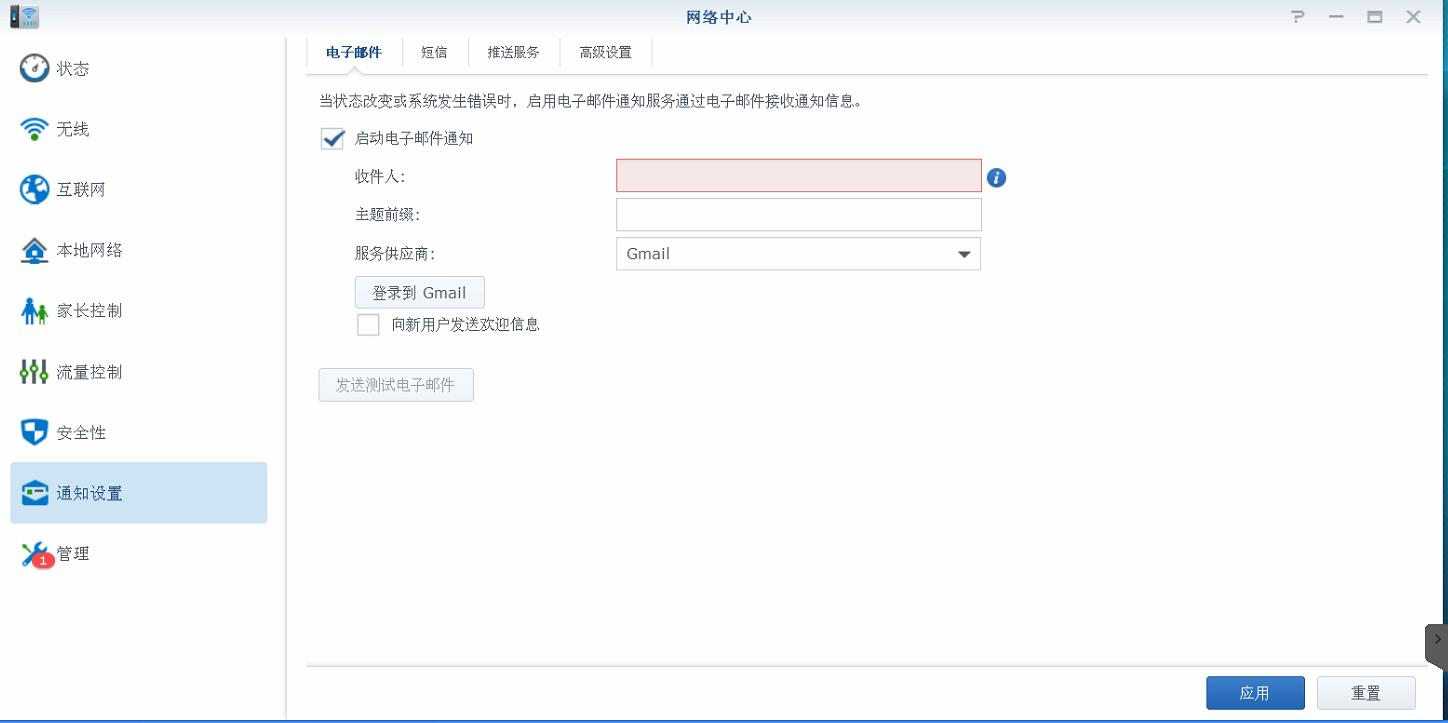 网络中心
状态
无线
互联网
本地网络
家长控制
流量控制
安全性
通知设置
1
管理
电子邮件 短信 推送服务 高级设置
当状态改变或系统发生错误时，启用电子邮件通知服务通过电子邮件接收通知信息。
启动电子邮件通知
收件人:
主题前缀:
服务供应商: Gmail
登录到 Gmail
向新用户发送欢迎信息
发送测试电子邮件
应用 重置